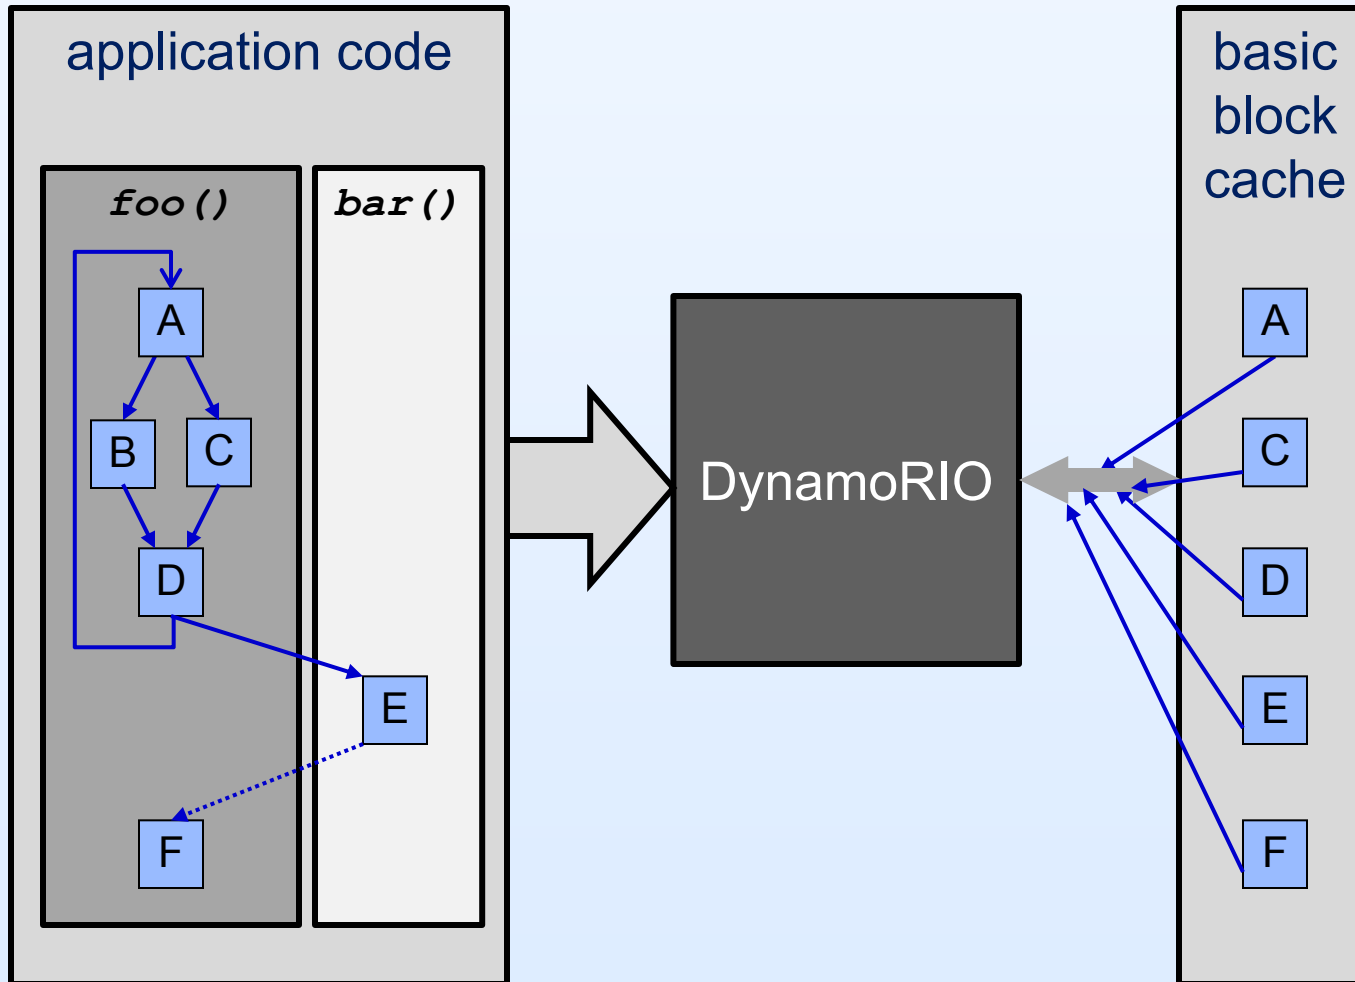 application code
foo()
bar()
A
B
C
D
E
F
DynamoRIO
basic
block
cache
A
C
D
E
F